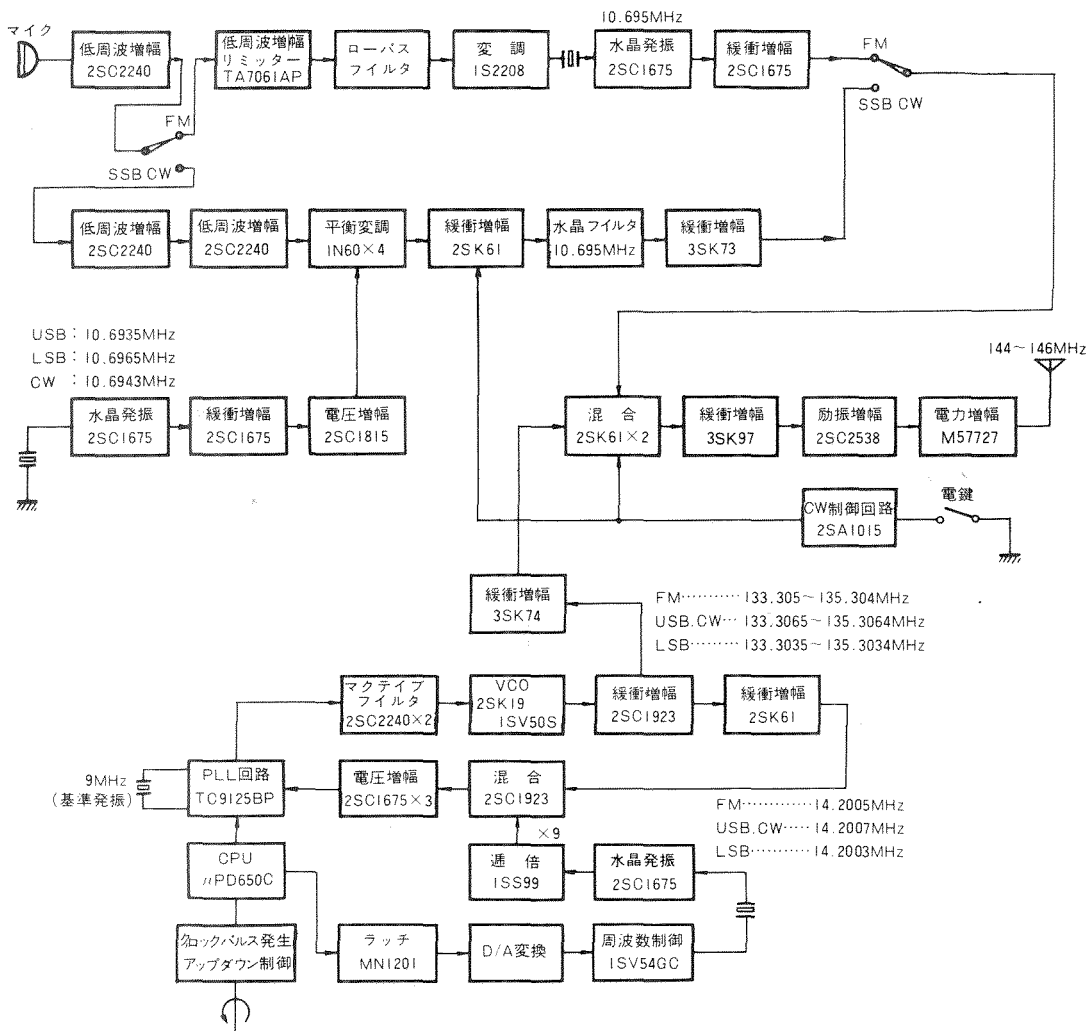 マイク
低周波増幅
2SC2240
低周波増幅
リミッター
TA7061AP
ローパス
フイルタ
変調
1S2208
10.695MHz
水晶発振
2SC1675
緩衝増幅
2SC1675
FM
SSB CW
FM
SSB CW
低周波増幅
2SC2240
低周波増幅
2SC2240
平衡変調
1N60×4
緩衝増幅
2SK61
水晶フイルタ
10.695MHz
緩衝増幅
3SK73
USB:10.6935MHz
LSB:10.6965MHz
CW :10.6943MHz
水晶発振
2SC1675
緩衝増幅
2SC1675
電圧増幅
2SC1815
混合
2SK61×2
緩衝増幅
3SK97
励振増幅
2SC2538
電力増幅
M57727
144~146MHz
CW制御回路
2SA1015
電鍵
緩衝増幅
3SK74
FM………133.305~135.304MHz
USB.CW…133.3065~135.3064MHz
LSB………133.3035~135.3034MHz
マクテイブ
フイルタ
2SC2240×2
VCO
2SK19
1SV50S
緩衝増幅
2SC1923
緩衝増幅
2SK61
9MHz
(基準発振)
PLL回路
TC9125BP
電圧増幅
2SC1675×3
混合
2SC1923
FM…………14.2005MHz
USB.CW……14.2007MHz
LSB…………14.2003MHz
×9
CPU
μPD650C
逓倍
1SS99
水晶発振
2SC1675
クロックパルス発生
アップダウン制御
ラッチ
MN1201
D/A変換
周波数制御
1SV54GC